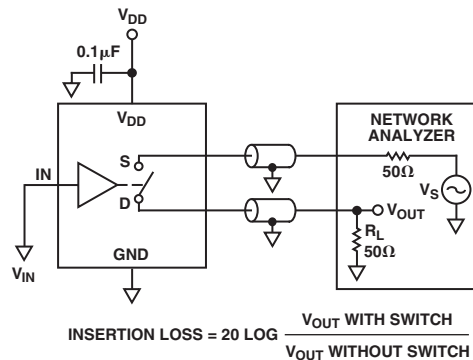 VDD
0.1µF
VDD
NETWORK
ANALYZER
IN
S
50Ω
VS
D
VOUT
RL
50Ω
VIN
GND
INSERTION LOSS = 20 LOG VOUT WITH SWITCH
VOUT WITHOUT SWITCH